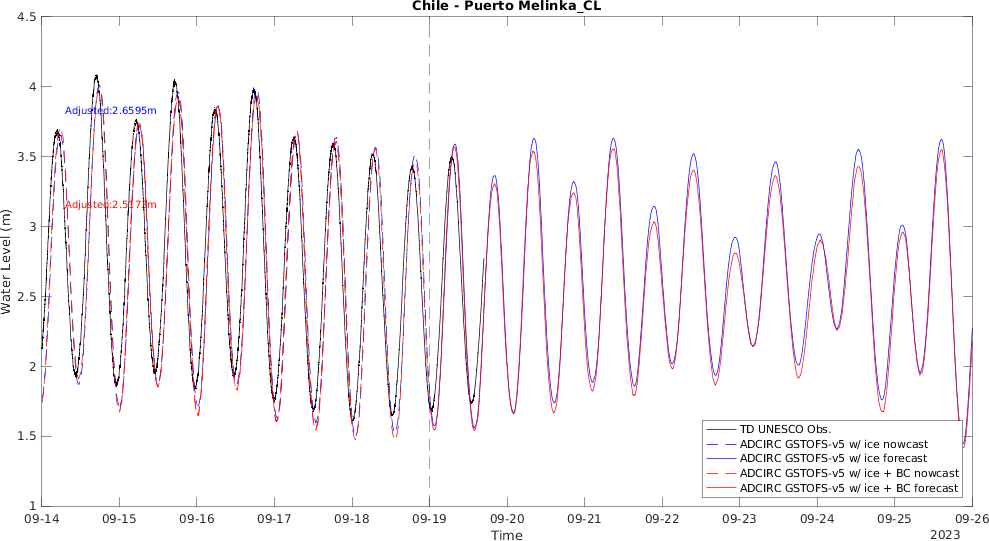 Chile - Puerto Melinka_CL
4.5
4
3.5
3
2.5
2
1.5
1
Water Level (m)
Adjusted:2.6595m
TD UNESCO Obs.
ADCIRC GSTOFS-v5 w/ ice nowcast
ADCIRC GSTOFS-v5 w/ ice forecast
ADCIRC GSTOFS-v5 w/ ice + BC nowcast
ADCIRC GSTOFS-v5 w/ ice + BC forecast
09-14 09-15 09-16 09-17 09-18 09-19 09-20 09-21 09-22 09-23 09-24 09-25 09-26
Time
2023